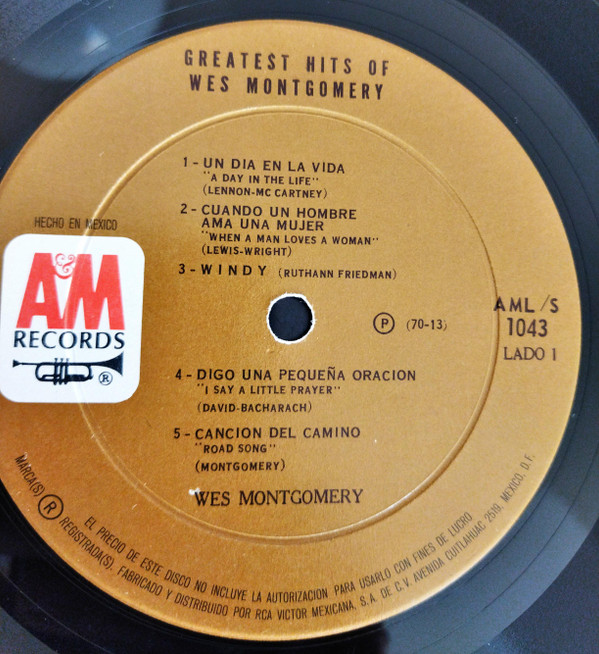 GREATEST HITS OF
WES MONTGOMERY
1 - UN DIA EN LA VIDA
"A DAY IN THE LIFE"
(LENNON-MC CARTNEY)
2 - CUANDO UN HOMBRE
AMA UNA MUJER
"WHEN A MAN LOVES A WOMAN"
(LEWIS-WRIGHT)
3 - WINDY (RUTHANN FRIEDMAN)
HECHO EN MEXICO
A&M
RECORDS
®
Ⓟ (70-13)
AML/S
1043
LADO 1
4 - DIGO UNA PEQUEÑA ORACION
"I SAY A LITTLE PRAYER"
(DAVID-BACHARACH)
5 - CANCION DEL CAMINO
"ROAD SONG"
(MONTGOMERY)
WES MONTGOMERY
EL PRECIO DE ESTE DISCO NO INCLUYE LA AUTORIZACION PARA USARLO CON FINES DE LUCRO
MARCA(S) ® REGISTRADA(S), FABRICADO Y DISTRIBUIDO POR RCA VICTOR MEXICANA, S.A. DE C.V. AVENIDA CUITLAHUAC 2519, MEXICO, D.F.